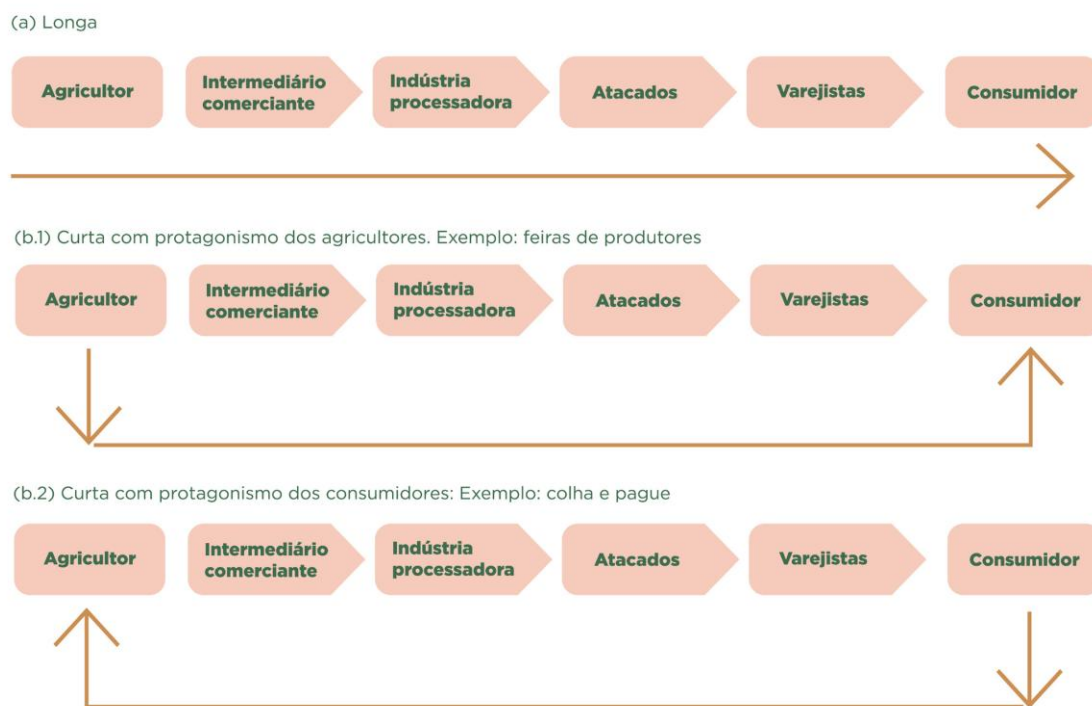 (a) Longa
Agricultor
Intermediário
comerciante
Indústria
processadora
Atacados
Varejistas
Consumidor
(b.1) Curta com protagonismo dos agricultores. Exemplo: feiras de produtores
Agricultor
Intermediário
comerciante
Indústria
processadora
Atacados
Varejistas
Consumidor
(b.2) Curta com protagonismo dos consumidores: Exemplo: colha e pague
Agricultor
Intermediário
comerciante
Indústria
processadora
Atacados
Varejistas
Consumidor